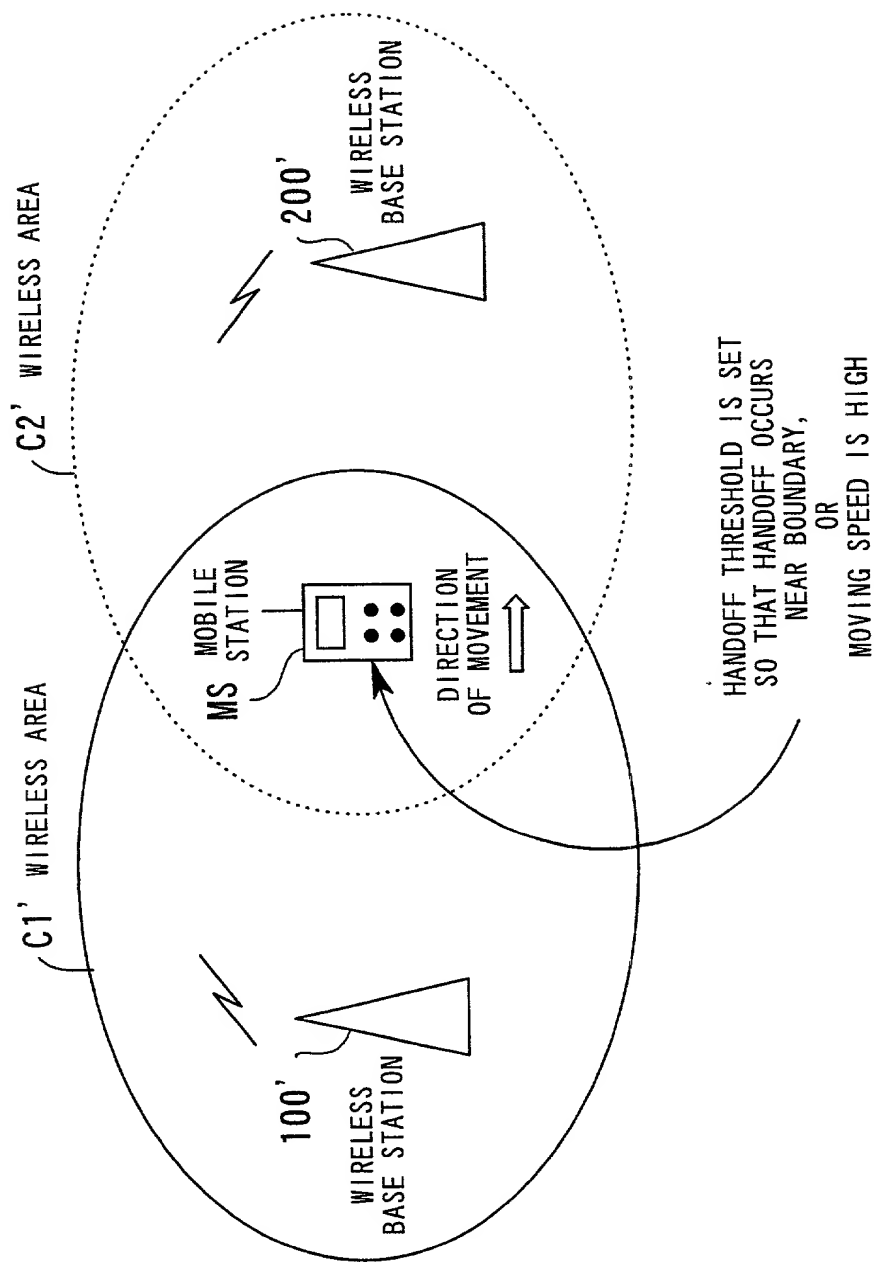 C1' WIRELESS AREA
C2' WIRELESS AREA
MS
MOBILE
STATION
100'
WIRELESS
BASE STATION
200'
WIRELESS
BASE STATION
DIRECTION
OF MOVEMENT
HANDOFF THRESHOLD IS SET
SO THAT HANDOFF OCCURS
NEAR BOUNDARY,
OR
MOVING SPEED IS HIGH